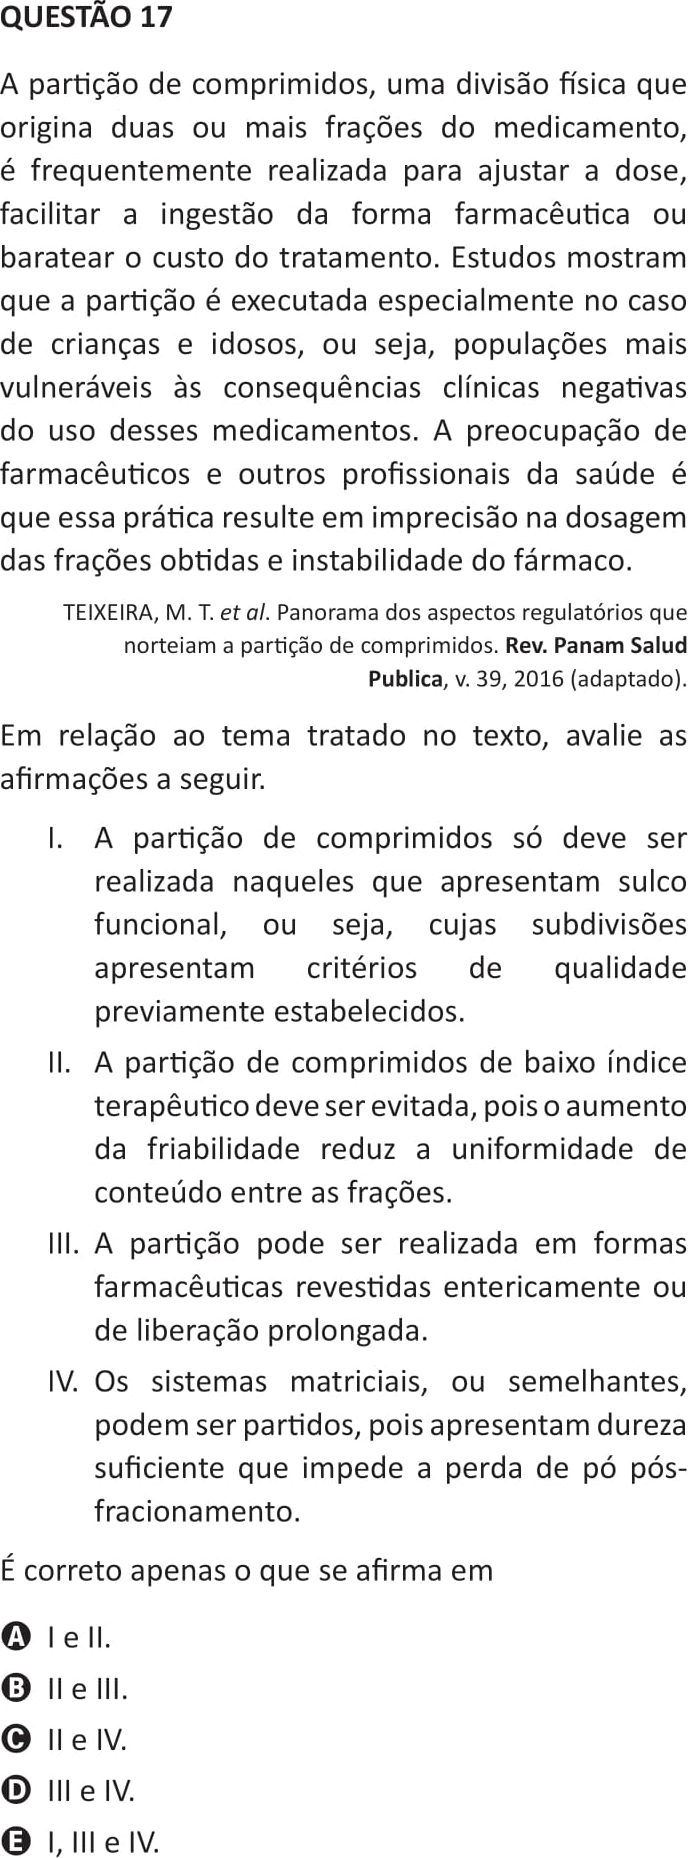 QUESTÃO 17
A partição de comprimidos, uma divisão física que
origina duas ou mais frações do medicamento,
é frequentemente realizada para ajustar a dose,
facilitar a ingestão da forma farmacêutica ou
baratear o custo do tratamento. Estudos mostram
que a partição é executada especialmente no caso
de crianças e idosos, ou seja, populações mais
vulneráveis às consequências clínicas negativas
do uso desses medicamentos. A preocupação de
farmacêuticos e outros profissionais da saúde é
que essa prática resulte em imprecisão na dosagem
das frações obtidas e instabilidade do fármaco.
TEIXEIRA, M. T. et al. Panorama dos aspectos regulatórios que
norteiam a partição de comprimidos. Rev. Panam Salud
Publica, v. 39, 2016 (adaptado).
Em relação ao tema tratado no texto, avalie as
afirmações a seguir.
I. A partição de comprimidos só deve ser
realizada naqueles que apresentam sulco
funcional, ou seja, cujas subdivisões
apresentam critérios de qualidade
previamente estabelecidos.
II. A partição de comprimidos de baixo índice
terapêutico deve ser evitada, pois o aumento
da friabilidade reduz a uniformidade de
conteúdo entre as frações.
III. A partição pode ser realizada em formas
farmacêuticas revestidas entericamente ou
de liberação prolongada.
IV. Os sistemas matriciais, ou semelhantes,
podem ser partidos, pois apresentam dureza
suficiente que impede a perda de pó pós-
fracionamento.
É correto apenas o que se afirma em
A I e II.
B II e III.
C II e IV.
D III e IV.
E I, III e IV.